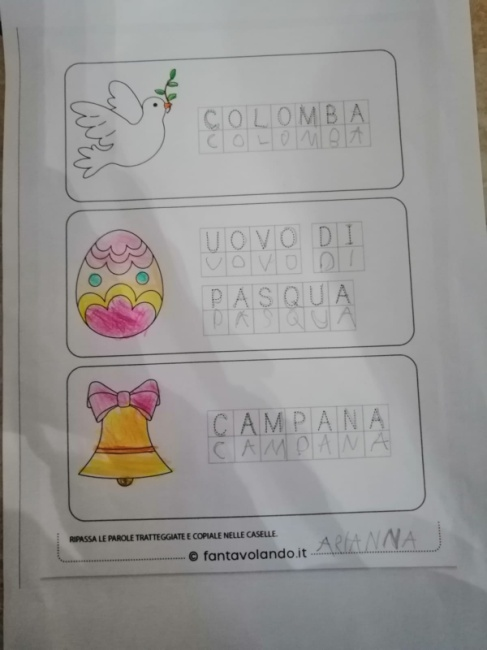 COLOMBA
COLOMBA
UOVO DI
UOVO DI
PASQUA
PASQUA
CAMPANA
CAMPANA
RIPASSA LE PAROLE TRATTEGGIATE E COPIALE NELLE CASELLE.
© fantavolando.it
ARIANNA